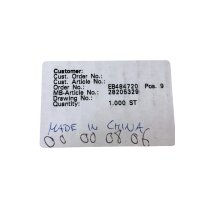 Customer:
Cust. Order No.:
Cust. Article No.:
Order No.: EB484720 Pos. 9
MB-Article No.: 28205329
Drawing No.:
Quantity: 1.000 ST
MADE IN CHINA
00 00 08 06